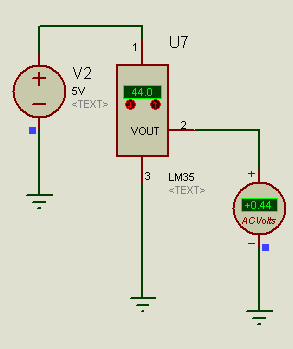 1
U7
V2
5V
<TEXT>
44.0
VOUT
2
3
LM35
<TEXT>
+0.44
AC Volts